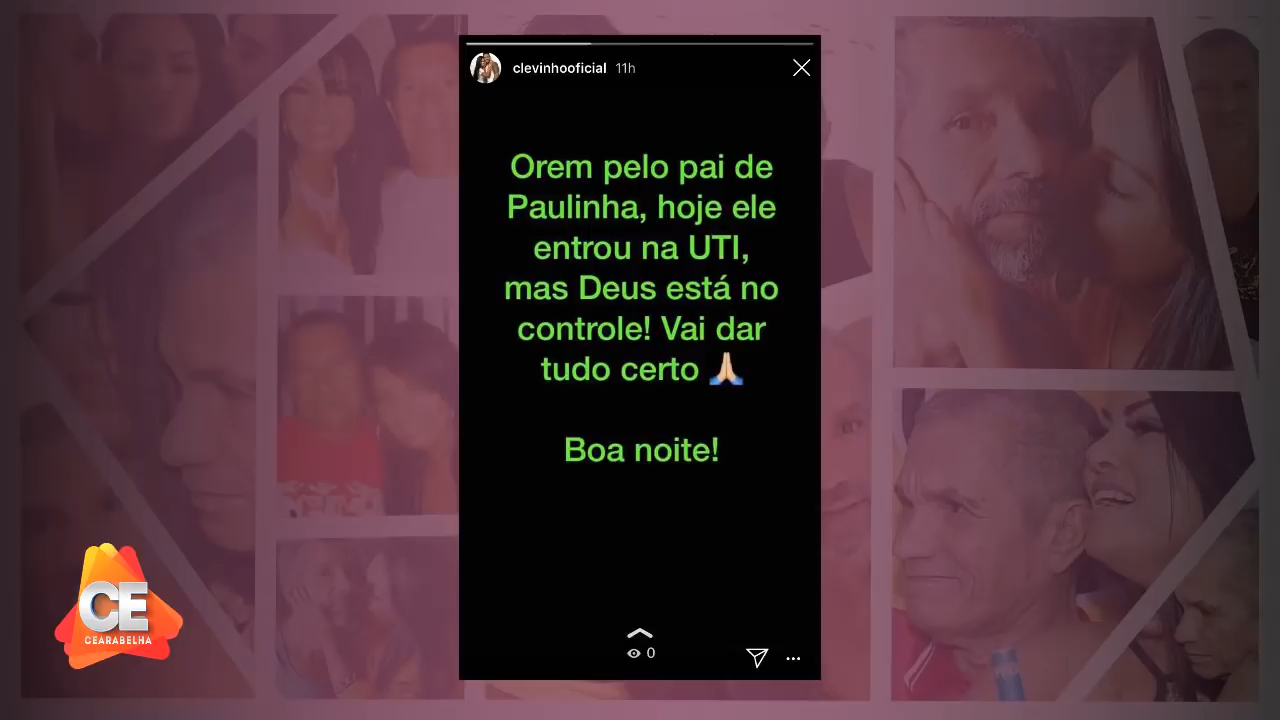 clevinhooficial 11h
Orem pelo pai de
Paulinha, hoje ele
entrou na UTI,
mas Deus está no
controle! Vai dar
tudo certo 🙏🏻
Boa noite!
0
CE
CEARABELHA